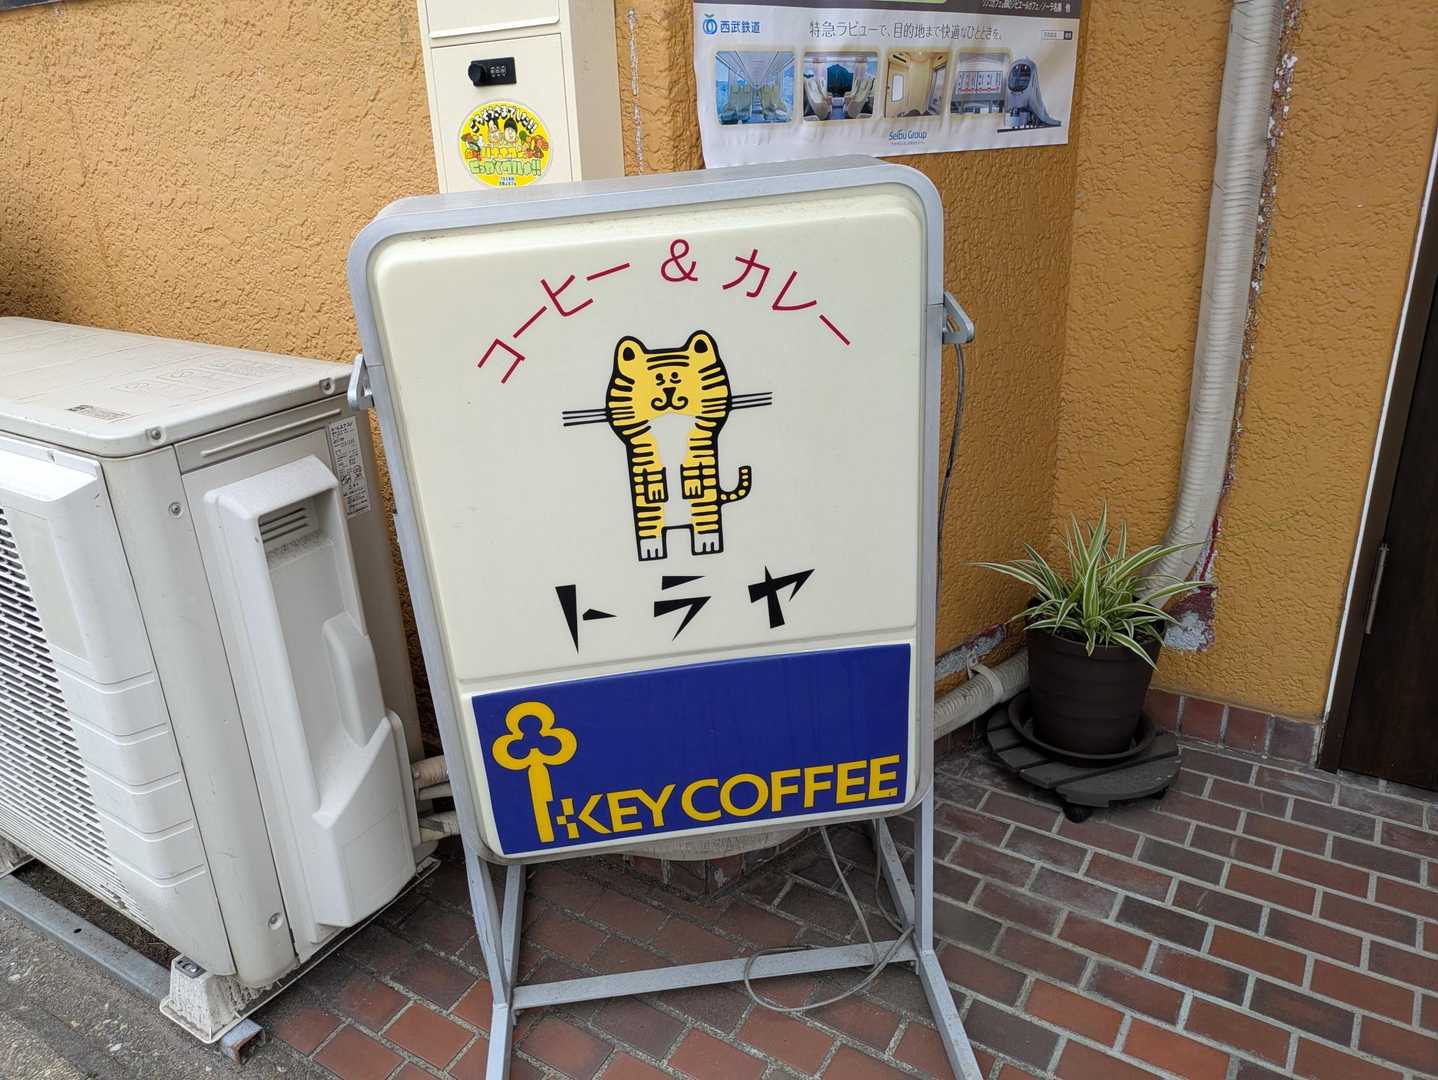 西武鉄道
特急ラビューで、目的地まで快適なひとときを。
Seibu Group
コーヒー & カレー
トラヤ
KEY COFFEE